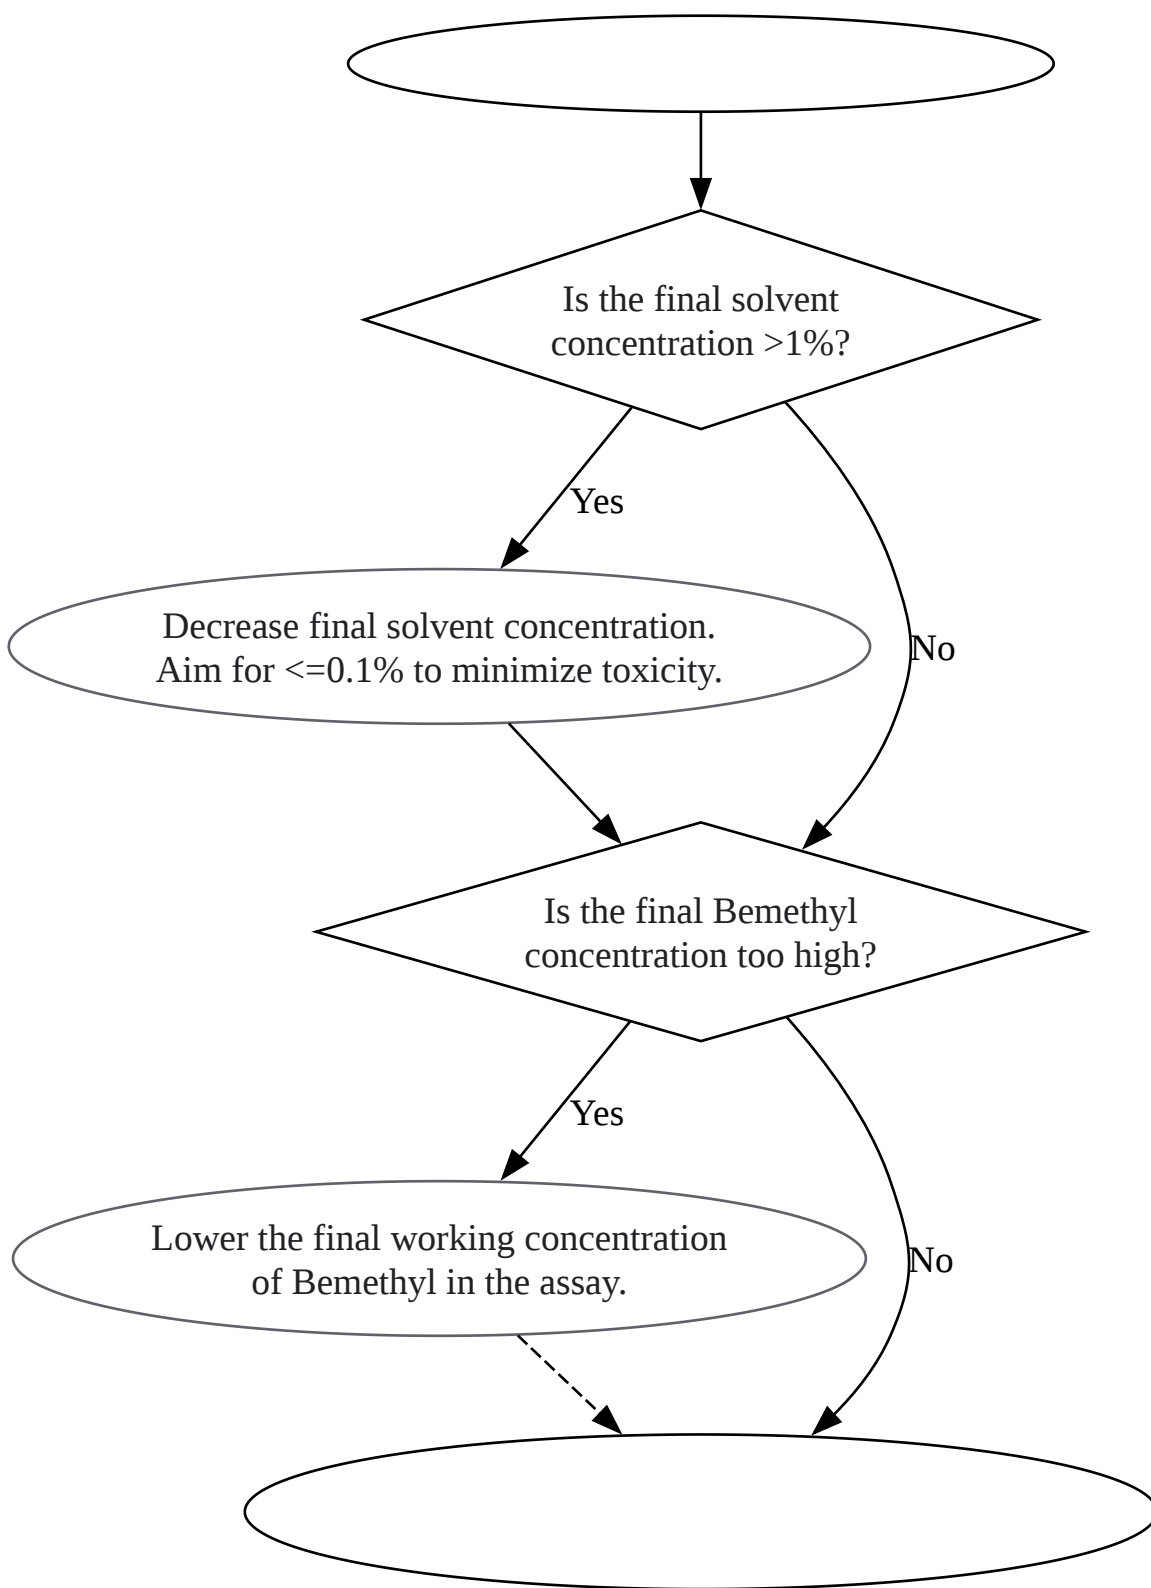 Is the final solvent
concentration >1%?
Yes
No
Decrease final solvent concentration.
Aim for <=0.1% to minimize toxicity.
Is the final Bemethyl
concentration too high?
Yes
No
Lower the final working concentration
of Bemethyl in the assay.